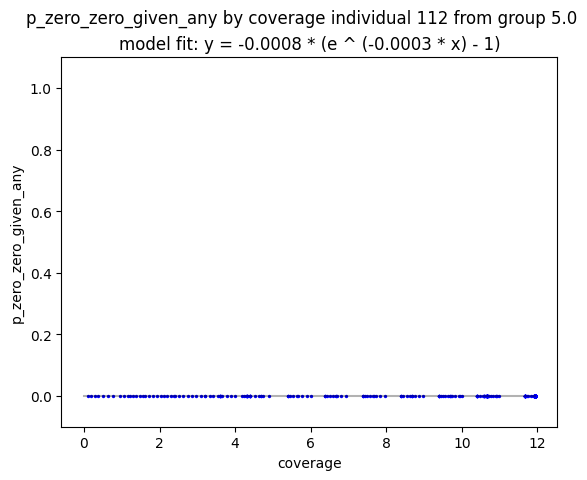 p_zero_zero_given_any by coverage individual 112 from group 5.0
model fit: y = -0.0008 * (e ^ (-0.0003 * x) - 1)
1.0
0.8
0.6
0.4
0.2
0.0
p_zero_zero_given_any
0 2 4 6 8 10 12
coverage